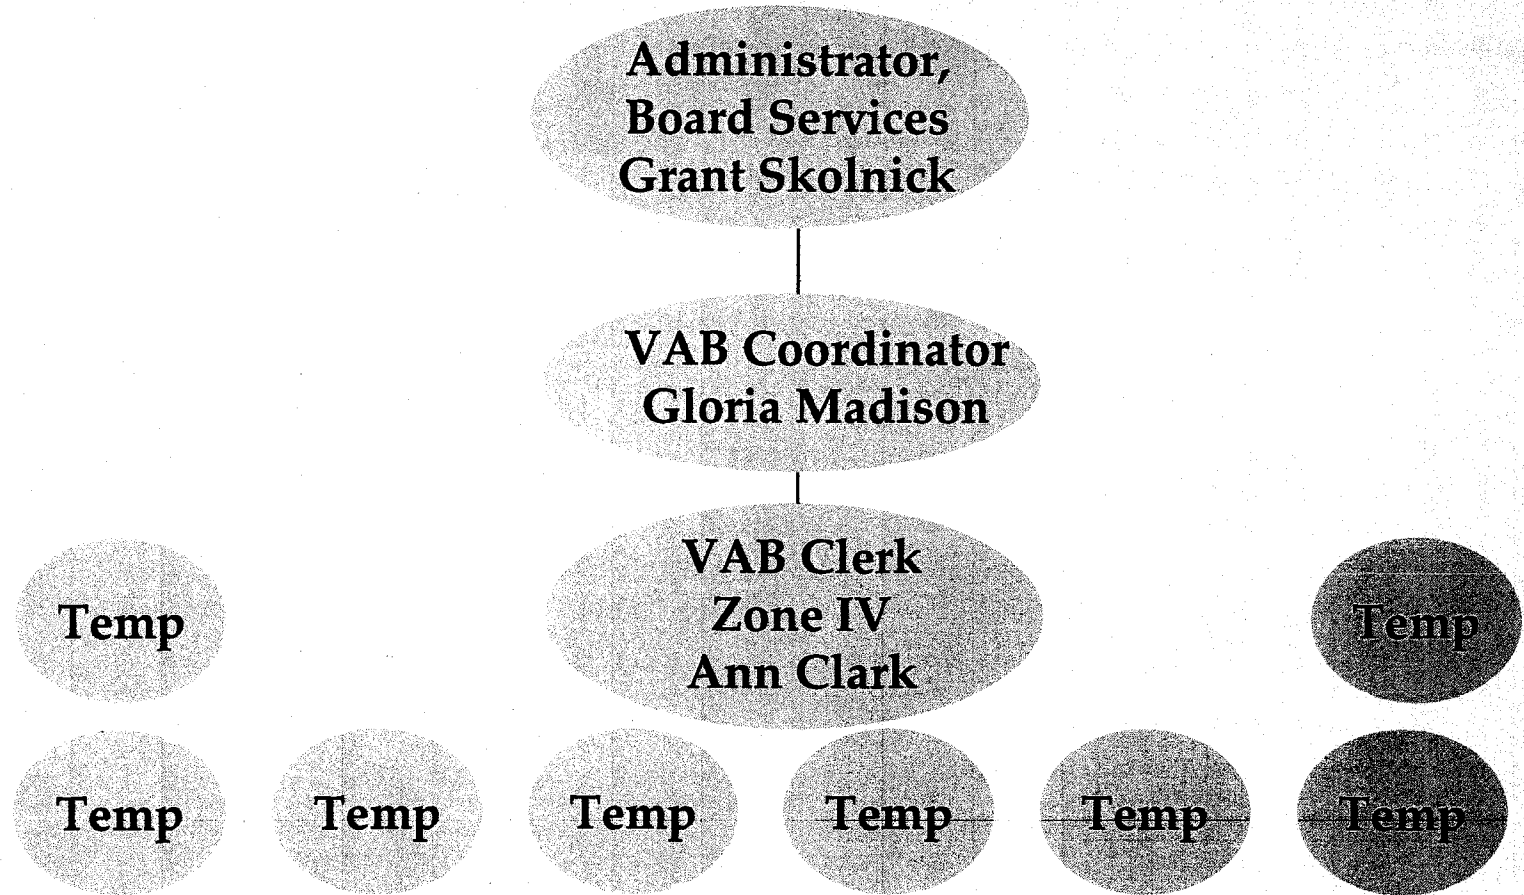 Administrator,
Board Services
Grant Skolnick
VAB Coordinator
Gloria Madison
VAB Clerk
Zone IV
Ann Clark
Temp
Temp
Temp
Temp
Temp
Temp
Temp
Temp